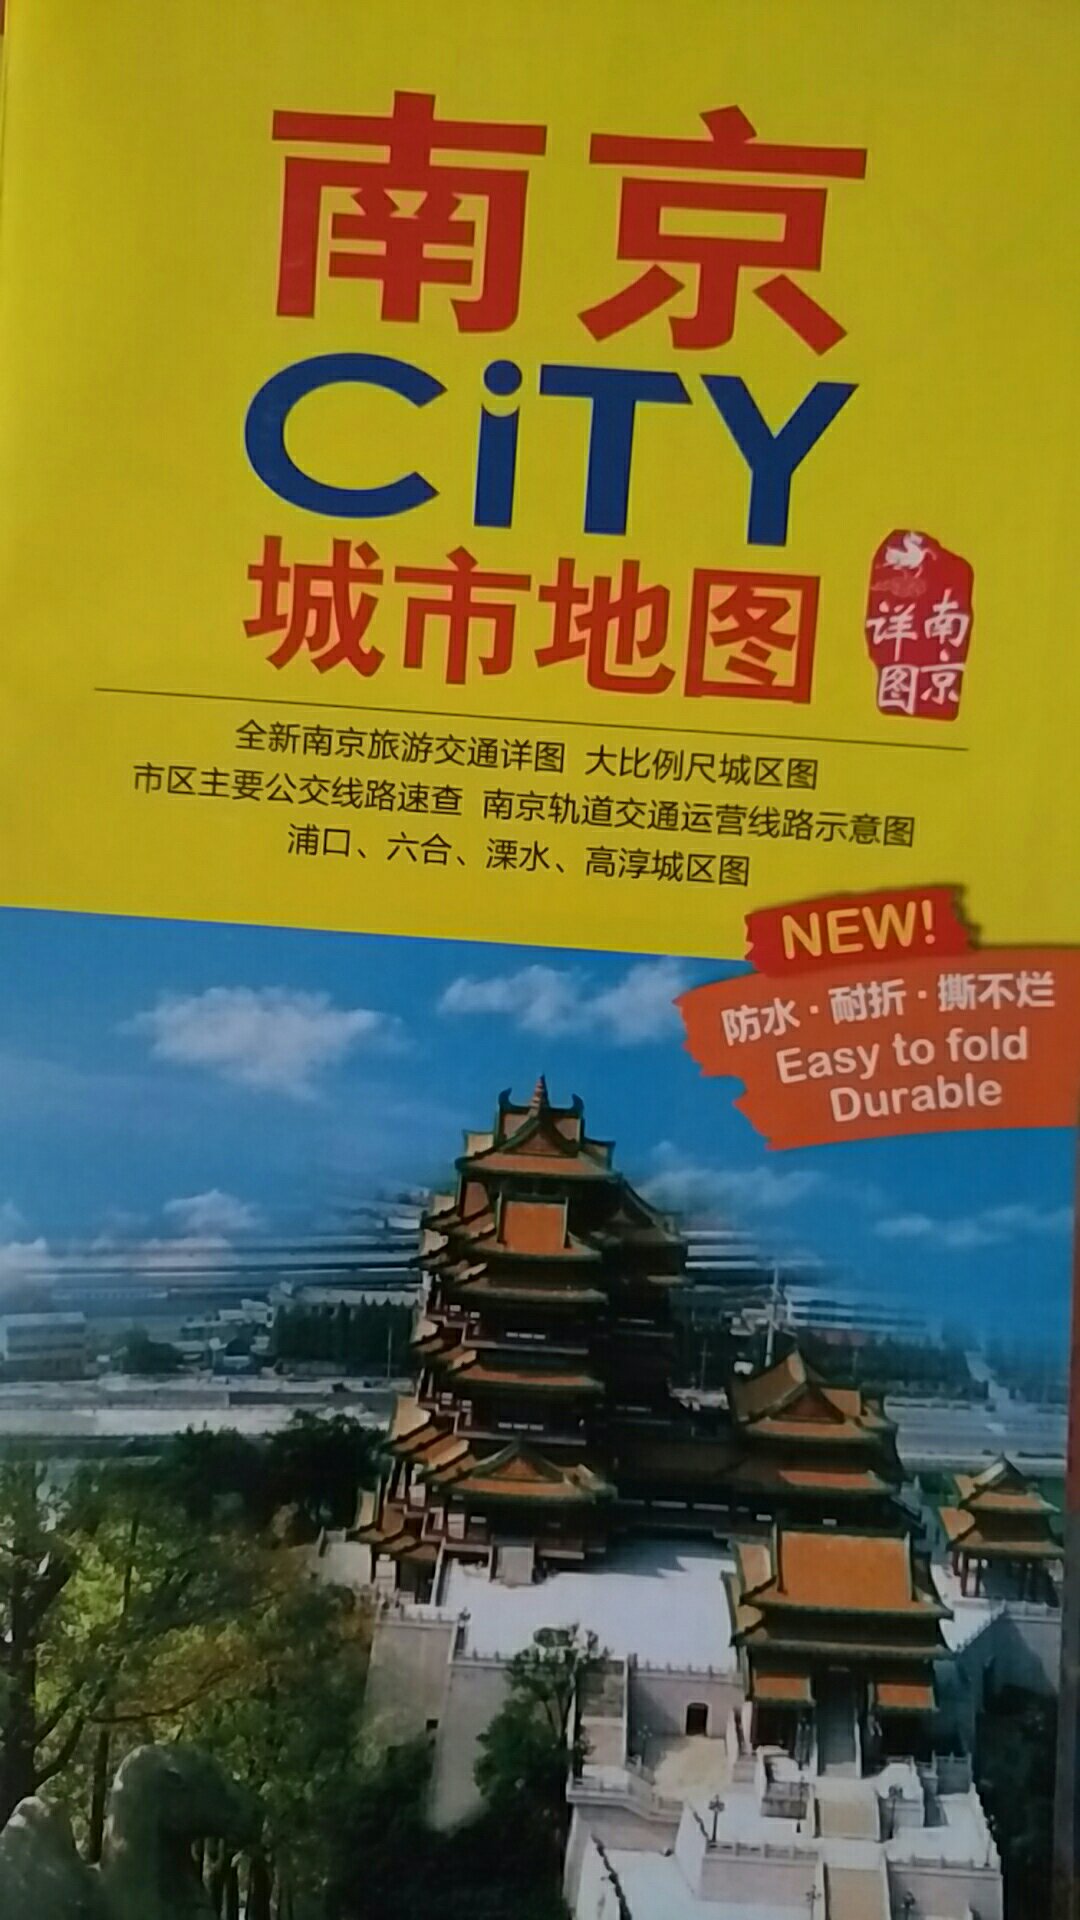 南京
CiTY
城市地图
南京
详图
全新南京旅游交通详图 大比例尺城区图
市区主要公交线路速查 南京轨道交通运营线路示意图
浦口、六合、溧水、高淳城区图
NEW!
防水·耐折·撕不烂
Easy to fold
Durable